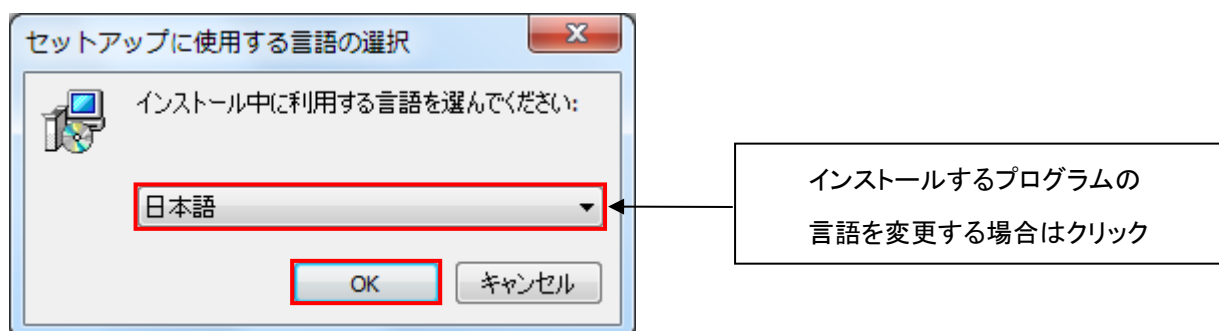 セットアップに使用する言語の選択
インストール中に利用する言語を選んでください:
日本語
OK
キャンセル
インストールするプログラムの
言語を変更する場合はクリック